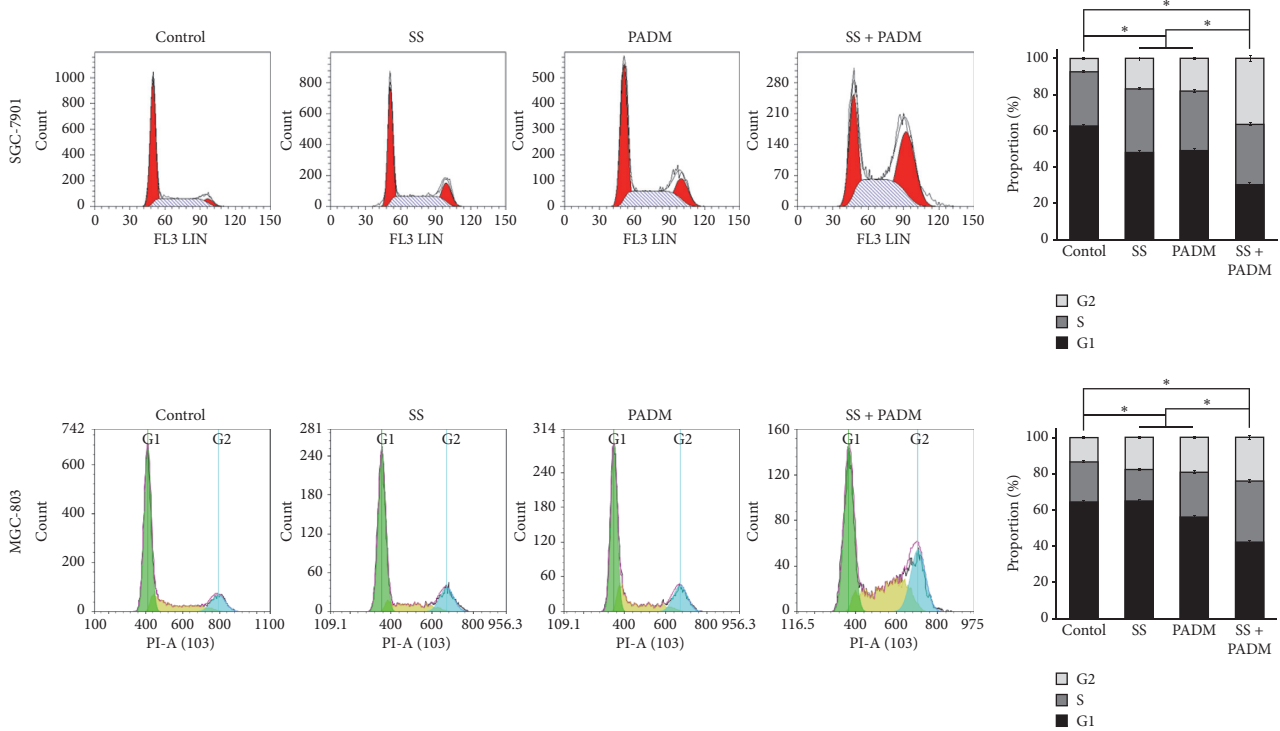 SGC-7901
Control
Count
1000
800
600
400
200
0
0 30 60 90 120 150
FL3 LIN
SS
Count
800
600
400
200
0
0 30 60 90 120 150
FL3 LIN
PADM
Count
500
400
300
200
100
0
0 30 60 90 120 150
FL3 LIN
SS + PADM
Count
280
210
140
70
0
0 30 60 90 120 150
FL3 LIN
*
* *
Proportion (%)
100
80
60
40
20
0
Contol SS PADM SS +
PADM
G2
S
G1
MGC-803
Control
G1 G2
Count
742
600
400
200
0
100 400 600 800 1100
PI-A (103)
SS
G1 G2
Count
281
240
180
120
60
0
109.1 400 600 800 956.3
PI-A (103)
PADM
G1 G2
Count
314
240
180
120
60
0
109.1 400 600 800 956.3
PI-A (103)
SS + PADM
G1 G2
Count
160
120
80
40
0
116.5 400 600 800 975
PI-A (103)
*
* *
Proportion (%)
100
80
60
40
20
0
Contol SS PADM SS +
PADM
G2
S
G1